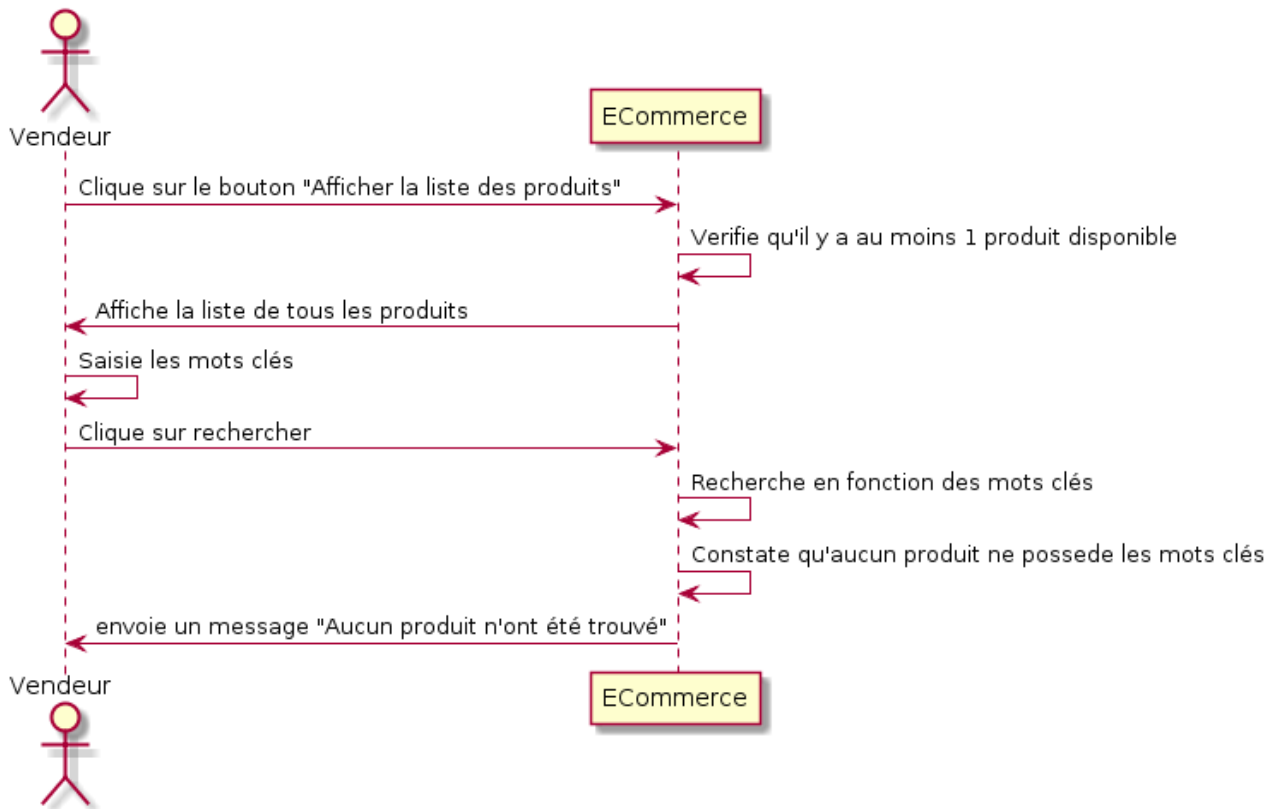 Vendeur
ECommerce
Clique sur le bouton "Afficher la liste des produits"
Verifie qu'il y a au moins 1 produit disponible
Affiche la liste de tous les produits
Saisie les mots clés
Clique sur rechercher
Recherche en fonction des mots clés
Constate qu'aucun produit ne possede les mots clés
envoie un message "Aucun produit n'ont été trouvé"
Vendeur
ECommerce